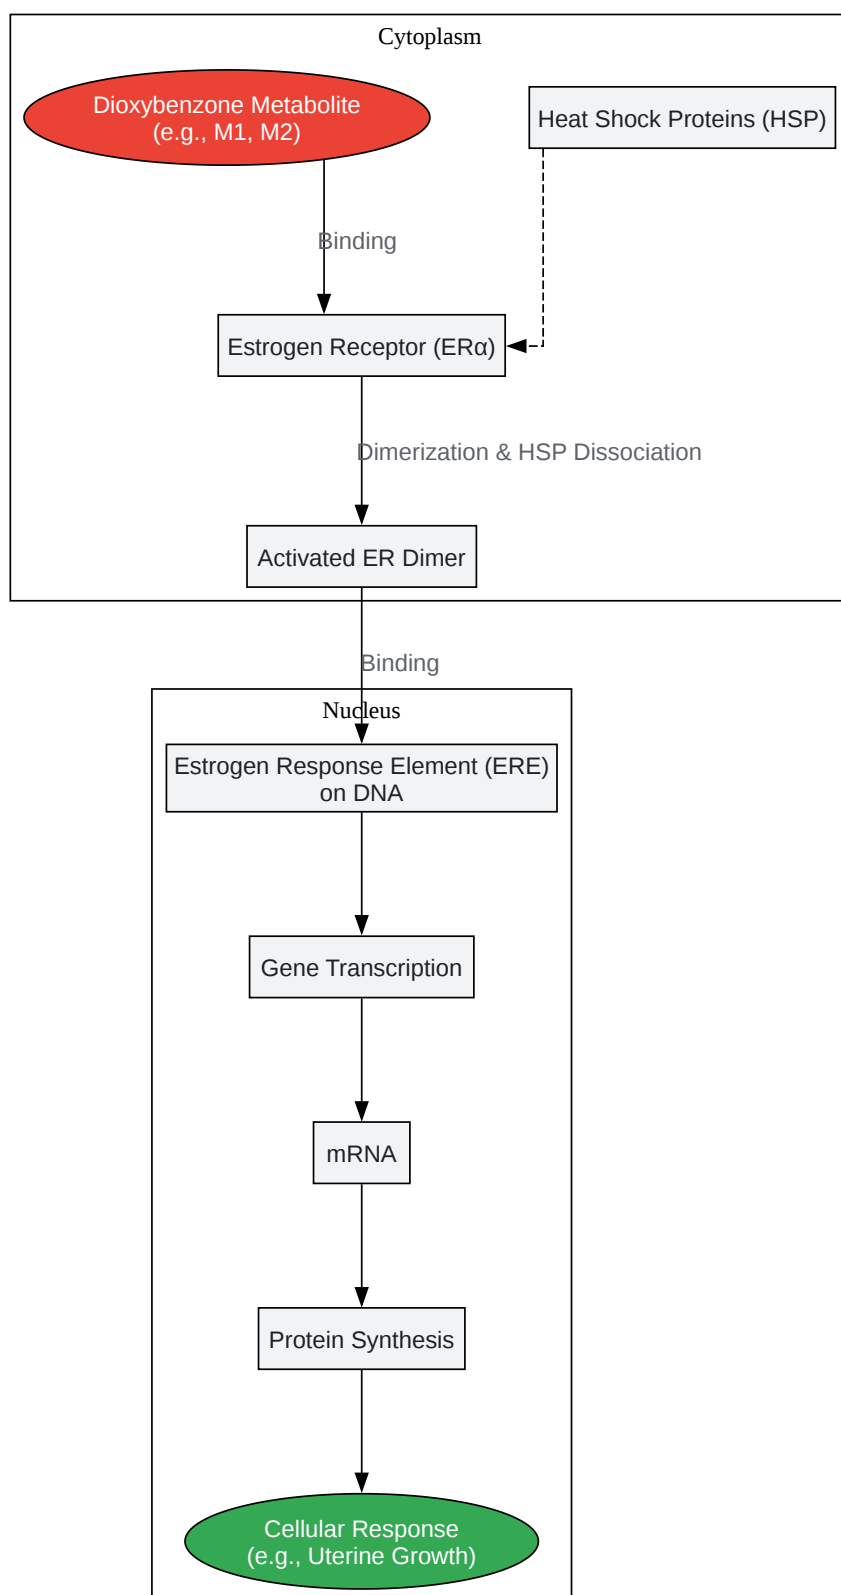 Cytoplasm
Dioxybenzone Metabolite
(e.g., M1, M2)
Heat Shock Proteins (HSP)
Binding
Estrogen Receptor (ERα)
Dimerization & HSP Dissociation
Activated ER Dimer
Binding
Nucleus
Estrogen Response Element (ERE)
on DNA
Gene Transcription
mRNA
Protein Synthesis
Cellular Response
(e.g., Uterine Growth)